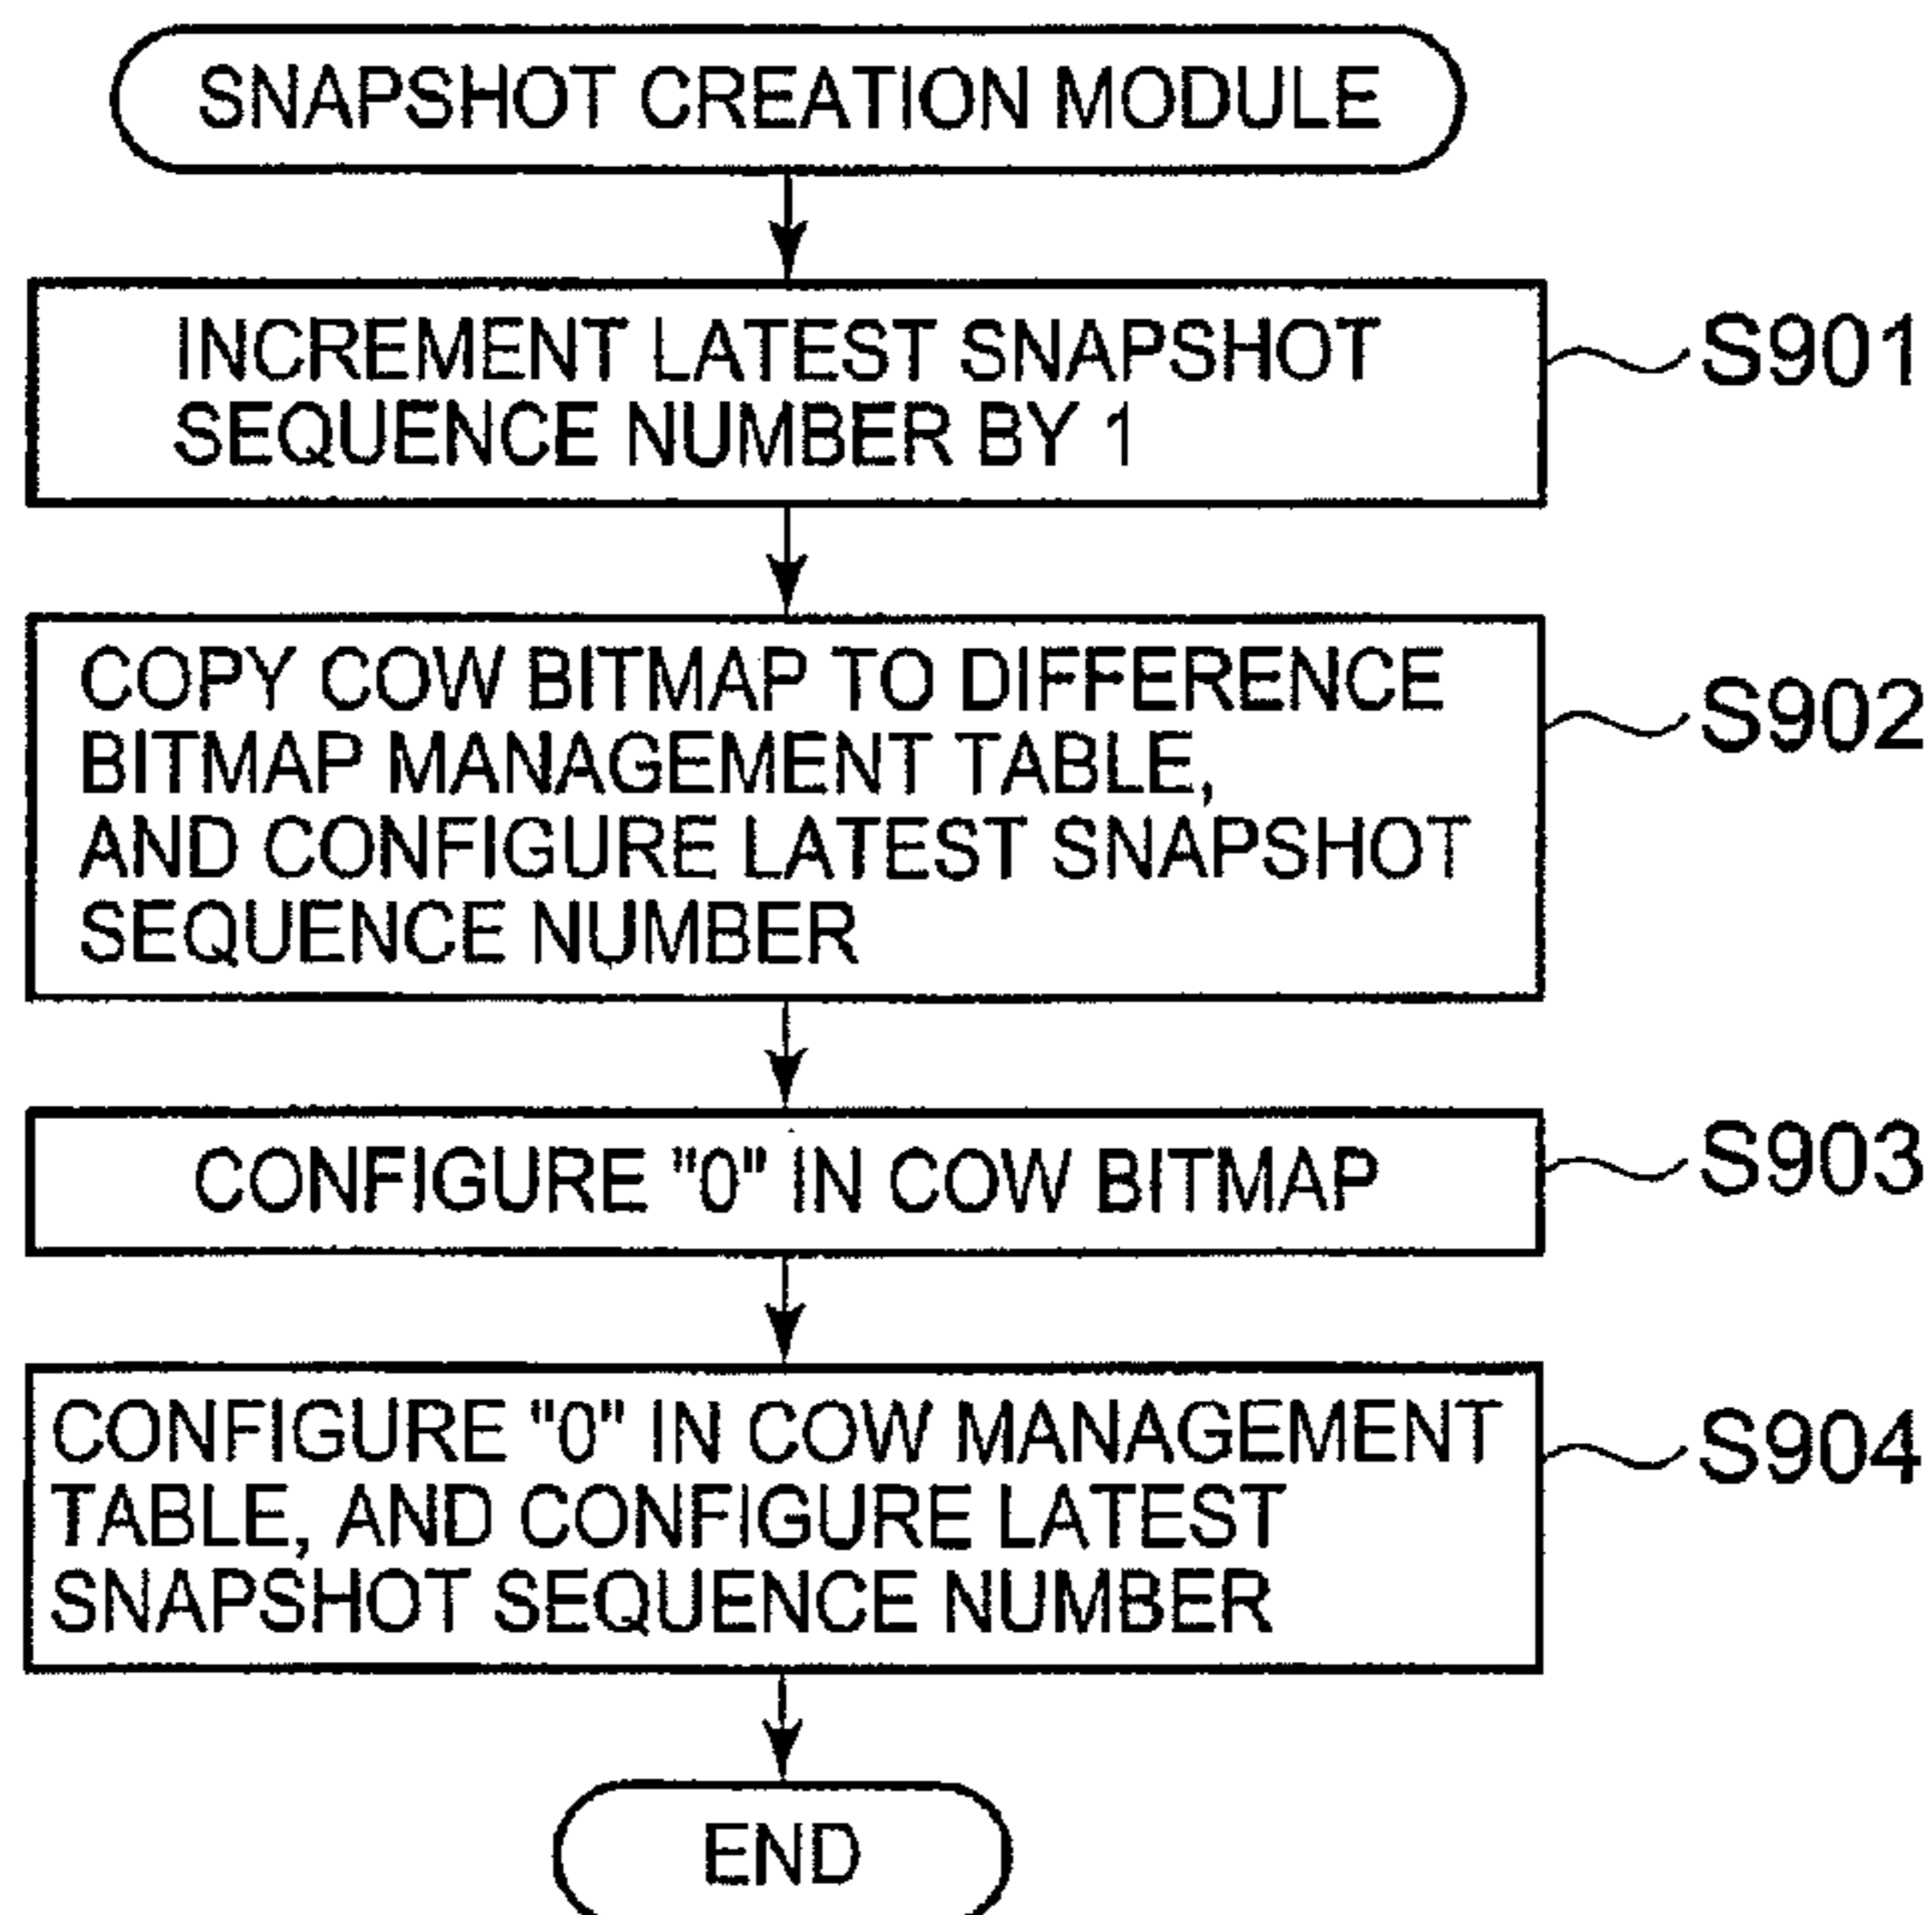 SNAPSHOT CREATION MODULE
INCREMENT LATEST SNAPSHOT
SEQUENCE NUMBER BY 1
S901
COPY COW BITMAP TO DIFFERENCE
BITMAP MANAGEMENT TABLE,
AND CONFIGURE LATEST SNAPSHOT
SEQUENCE NUMBER
S902
CONFIGURE "0" IN COW BITMAP
S903
CONFIGURE "0" IN COW MANAGEMENT
TABLE, AND CONFIGURE LATEST
SNAPSHOT SEQUENCE NUMBER
S904
END